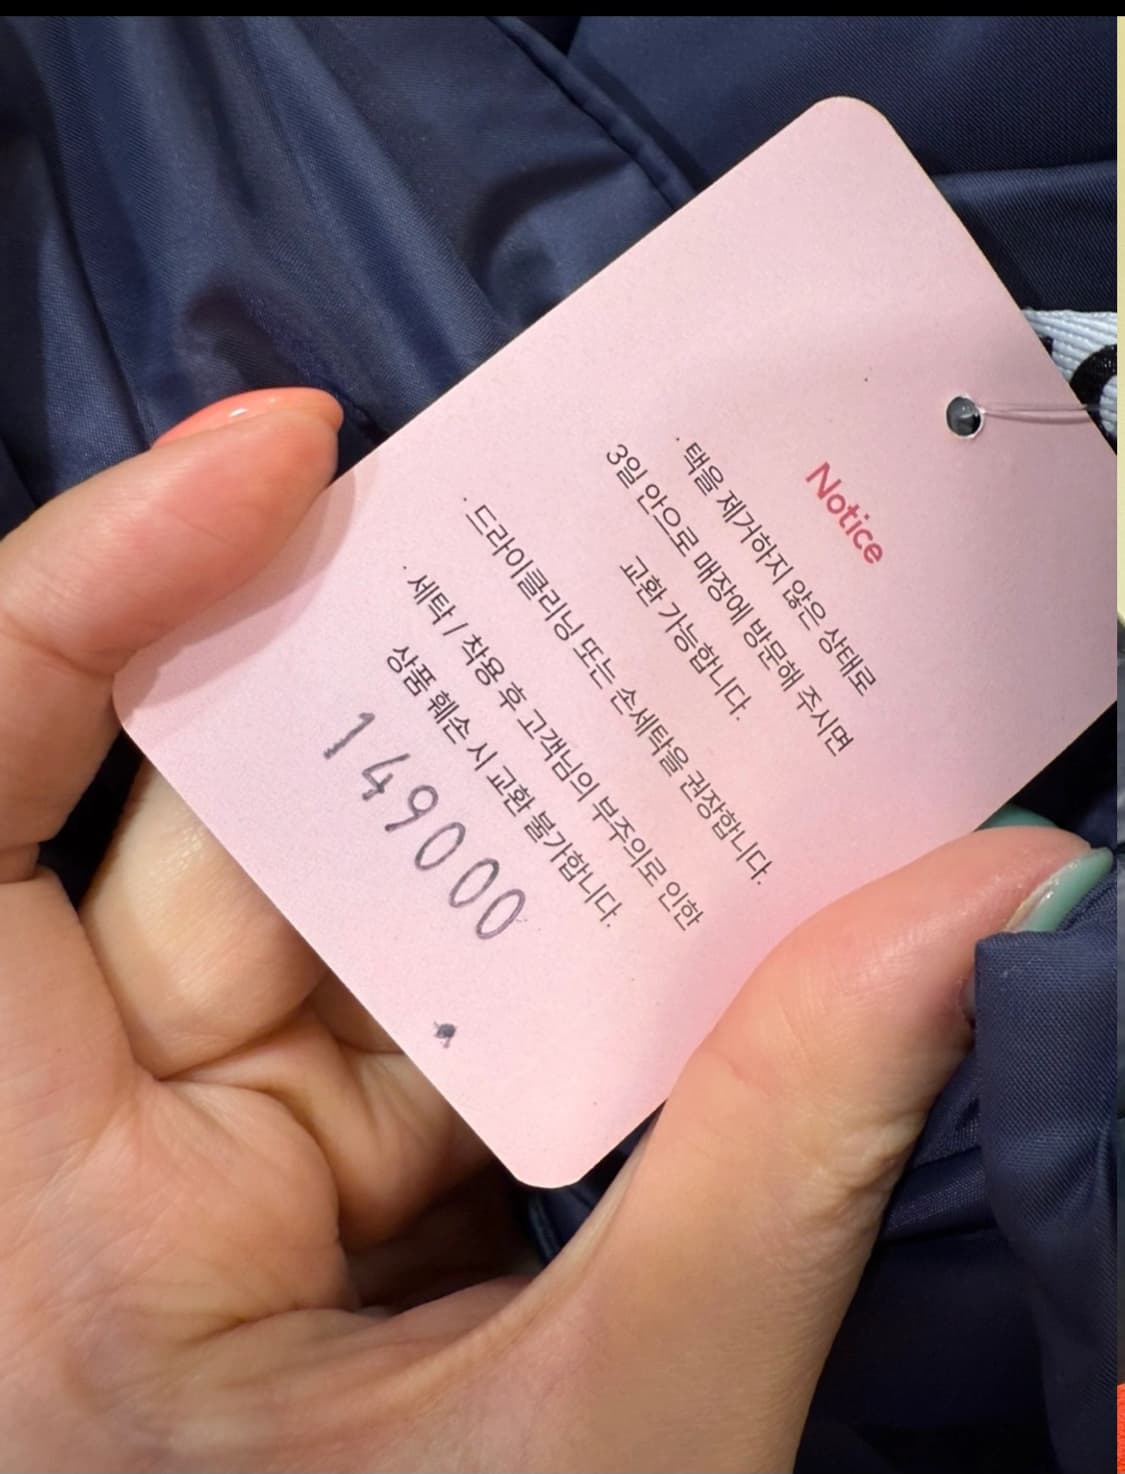 Notice
· 택을 제거하지 않은 상태로
3일 안으로 매장에 방문해 주시면
교환 가능합니다.
· 드라이클리닝 또는 손세탁을 권장합니다.
· 세탁 / 착용 후 고객님의 부주의로 인한
상품 훼손 시 교환 불가합니다.
149000